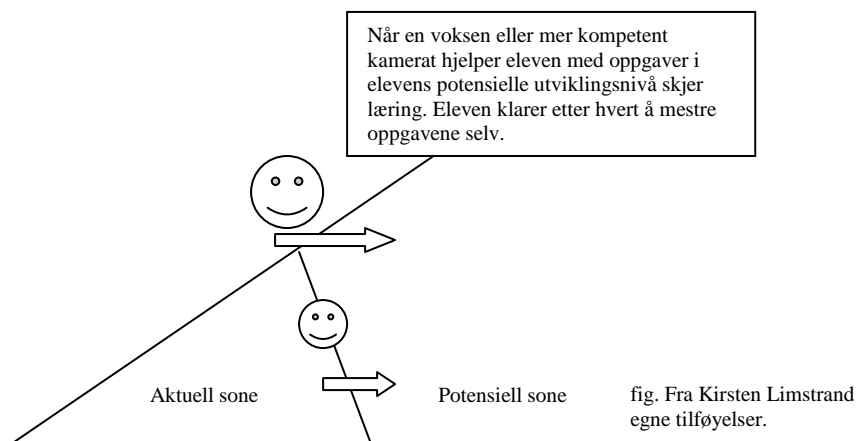 Når en voksen eller mer kompetent
kamerat hjelper eleven med oppgaver i
elevens potensielle utviklingsnivå skjer
læring. Eleven klarer etter hvert å mestre
oppgavene selv.
Aktuell sone
Potensiell sone
fig. Fra Kirsten Limstrand
egne tilføyelser.